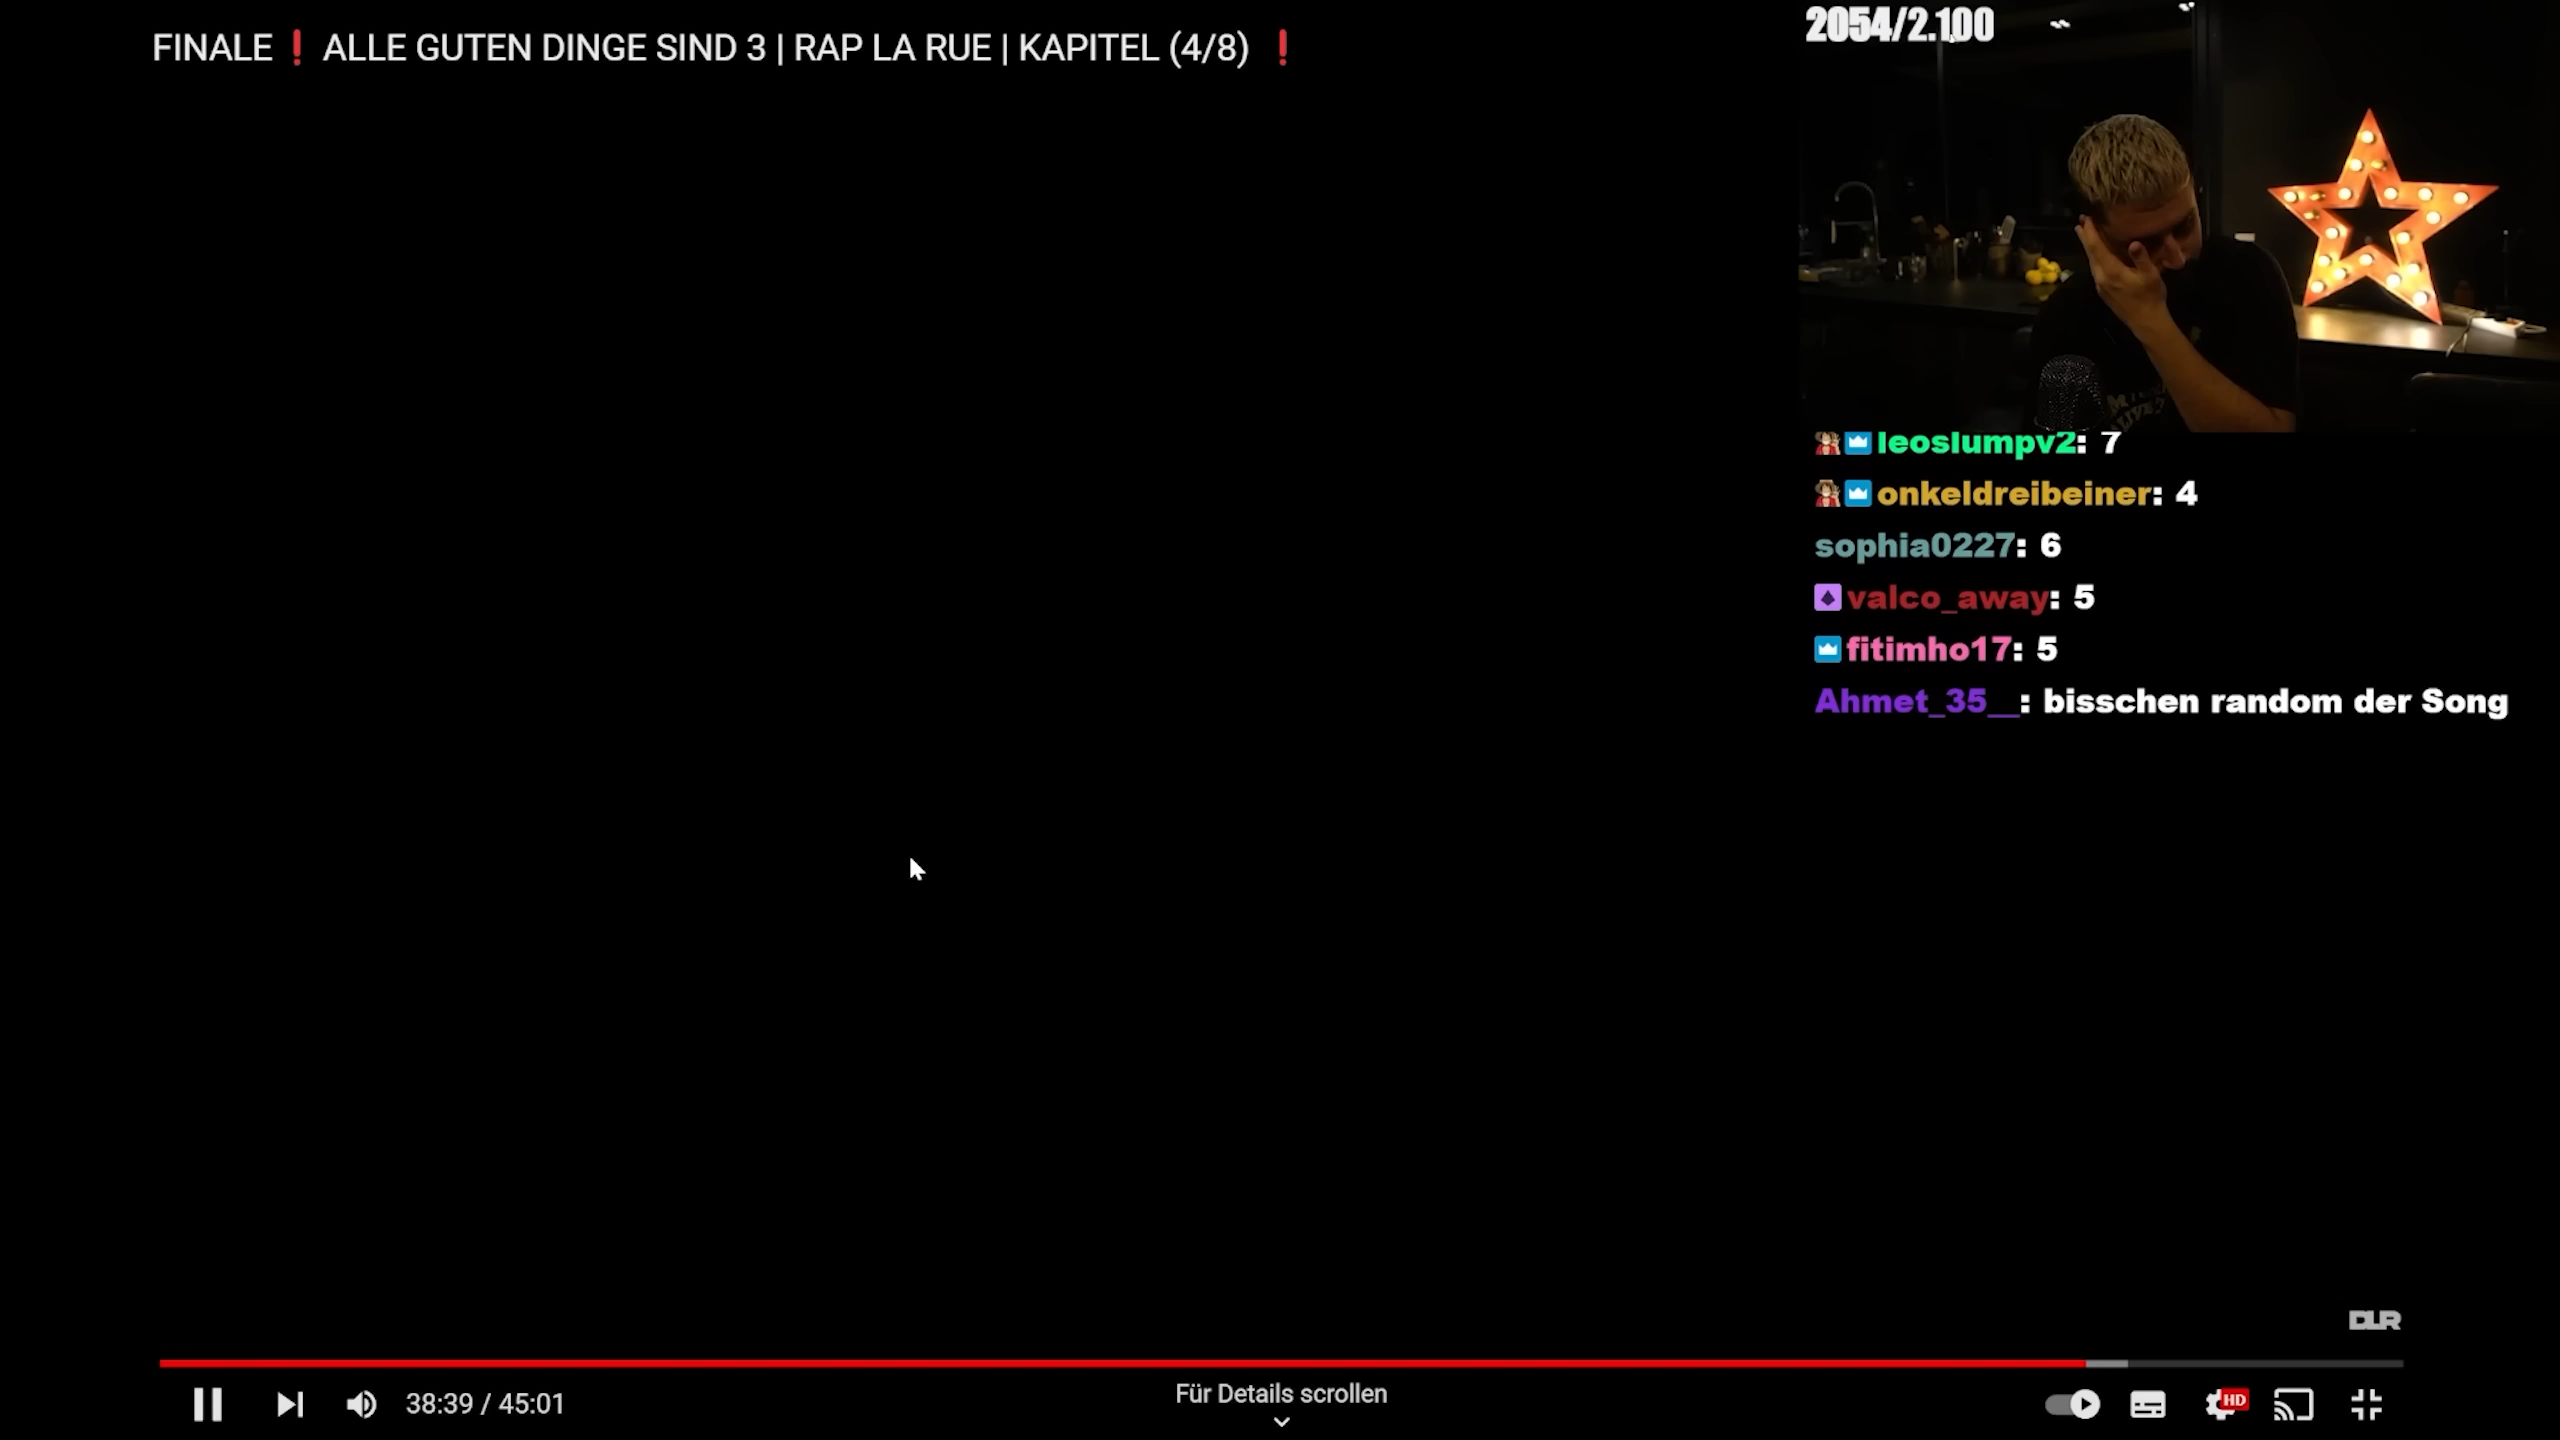 FINALE❗ ALLE GUTEN DINGE SIND 3 | RAP LA RUE | KAPITEL (4/8) ❗
2054/2.100
leoslumpv2: 7
onkeldreibeiner: 4
sophia0227: 6
valco_away: 5
fitimho17: 5
Ahmet_35__: bisschen random der Song
DLR
38:39 / 45:01
Für Details scrollen
HD